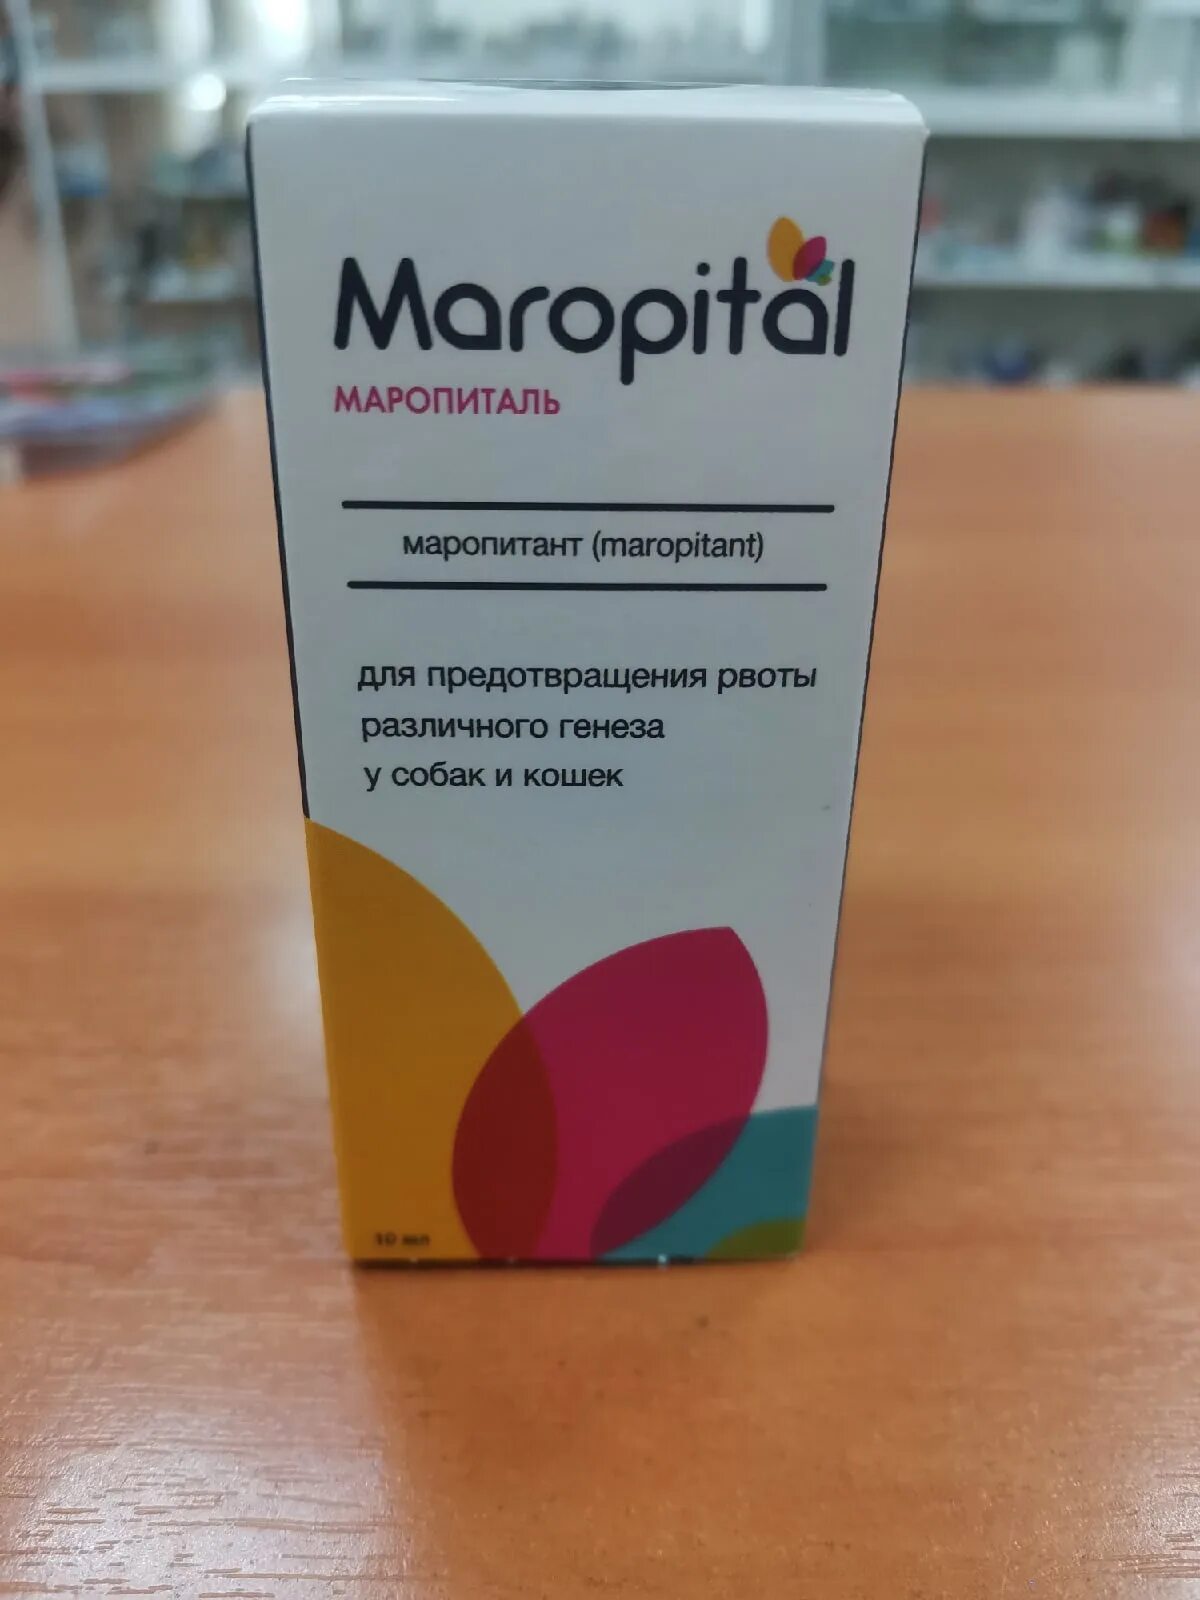 Maropital
МАРОПИТАЛЬ
маропитант (maropitant)
для предотвращения рвоты
различного генеза
у собак и кошек
10 мл